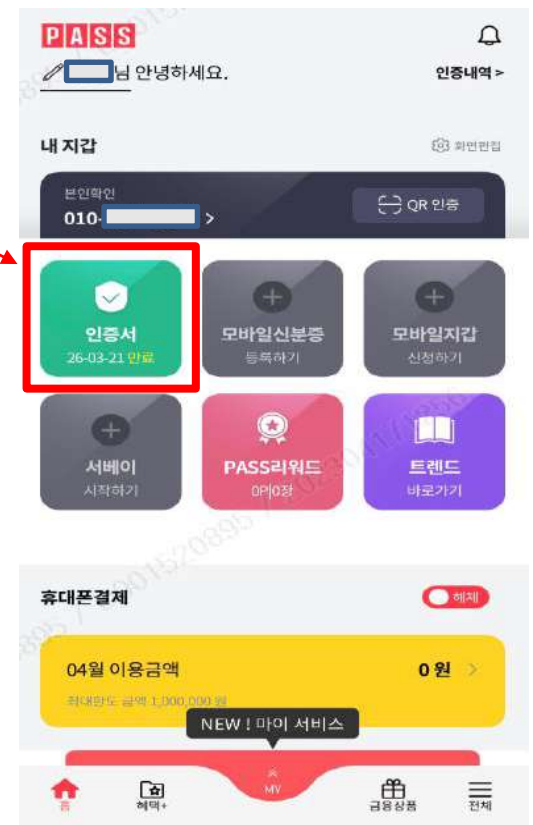 PASS
님 안녕하세요.
인증내역 >
내 지갑
화면편집
본인확인
010-
>
QR 인증
인증서
26-03-21 만료
모바일신분증
등록하기
모바일지갑
신청하기
서베이
시작하기
PASS리워드
0P|0장
트렌드
바로가기
휴대폰결제
해제
04월 이용금액
0 원 >
최대한도 금액 1,000,000 원
NEW ! 마이 서비스
홈
혜택+
MY
금융상품
전체